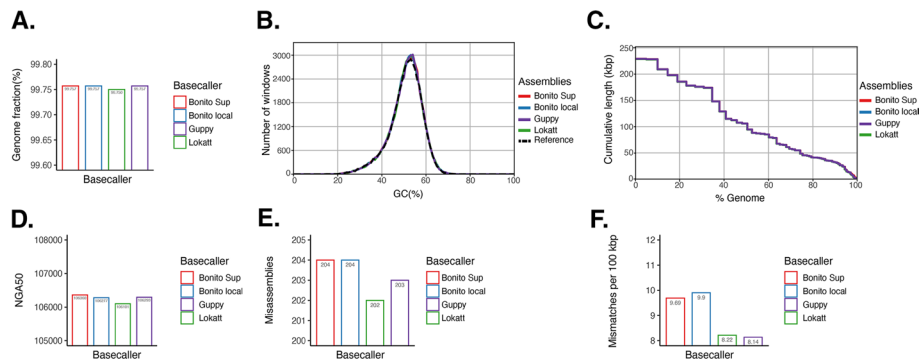 A.
99.80
99.75
99.70
99.65
99.60
Genome fraction(%)
99.757
99.757
99.757
Basecaller
Basecaller
Bonito Sup
Bonito local
Guppy
Lokatt
B.
3000
2400
1800
1200
600
0
Number of windows
0 20 40 60 80 100
GC(%)
Assemblies
Bonito Sup
Bonito local
Guppy
Lokatt
Reference
C.
250
200
150
100
50
0
Cumulative length (kbp)
0 20 40 60 80 100
% Genome
Assemblies
Bonito Sup
Bonito local
Guppy
Lokatt
D.
108000
107000
106000
105000
NGA50
Basecaller
Basecaller
Bonito Sup
Bonito local
Guppy
Lokatt
E.
205
204
203
202
201
200
Misassemblies
204
204
202
203
Basecaller
Basecaller
Bonito Sup
Bonito local
Guppy
Lokatt
F.
12
11
10
9
8
Mismatches per 100 kbp
9.69
9.9
8.22
8.14
Basecaller
Basecaller
Bonito Sup
Bonito local
Guppy
Lokatt